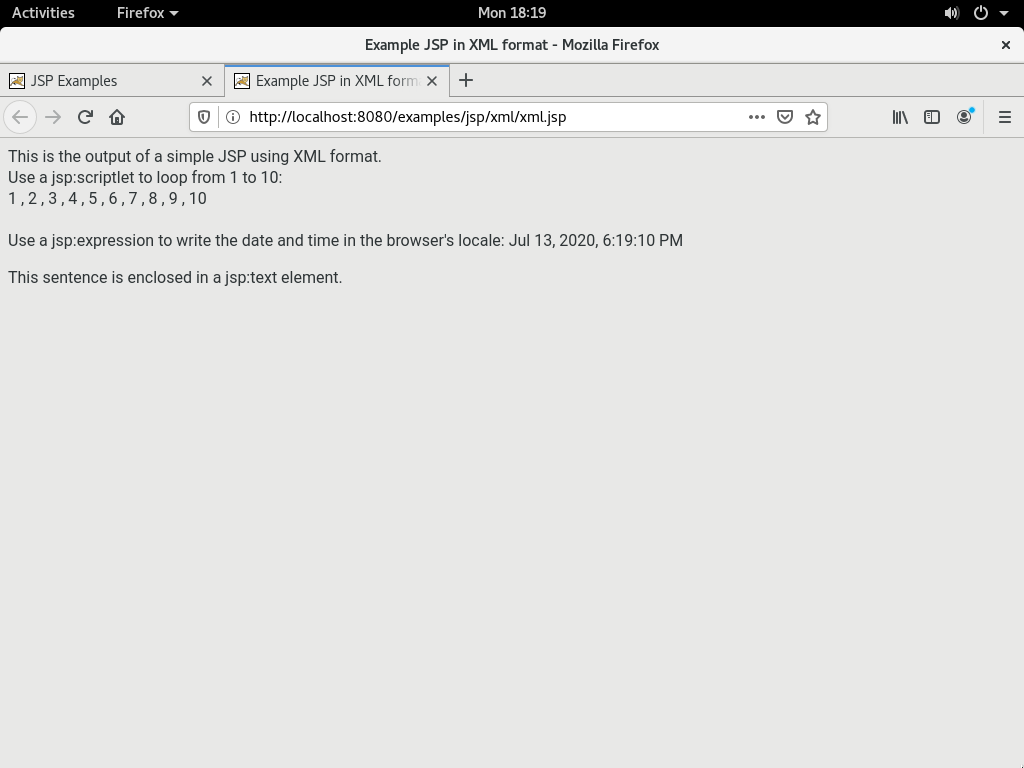 Activities
Firefox
Mon 18:19
Example JSP in XML format - Mozilla Firefox
JSP Examples
Example JSP in XML form
http://localhost:8080/examples/jsp/xml/xml.jsp
This is the output of a simple JSP using XML format.
Use a jsp:scriptlet to loop from 1 to 10:
1 , 2 , 3 , 4 , 5 , 6 , 7 , 8 , 9 , 10
Use a jsp:expression to write the date and time in the browser's locale: Jul 13, 2020, 6:19:10 PM
This sentence is enclosed in a jsp:text element.